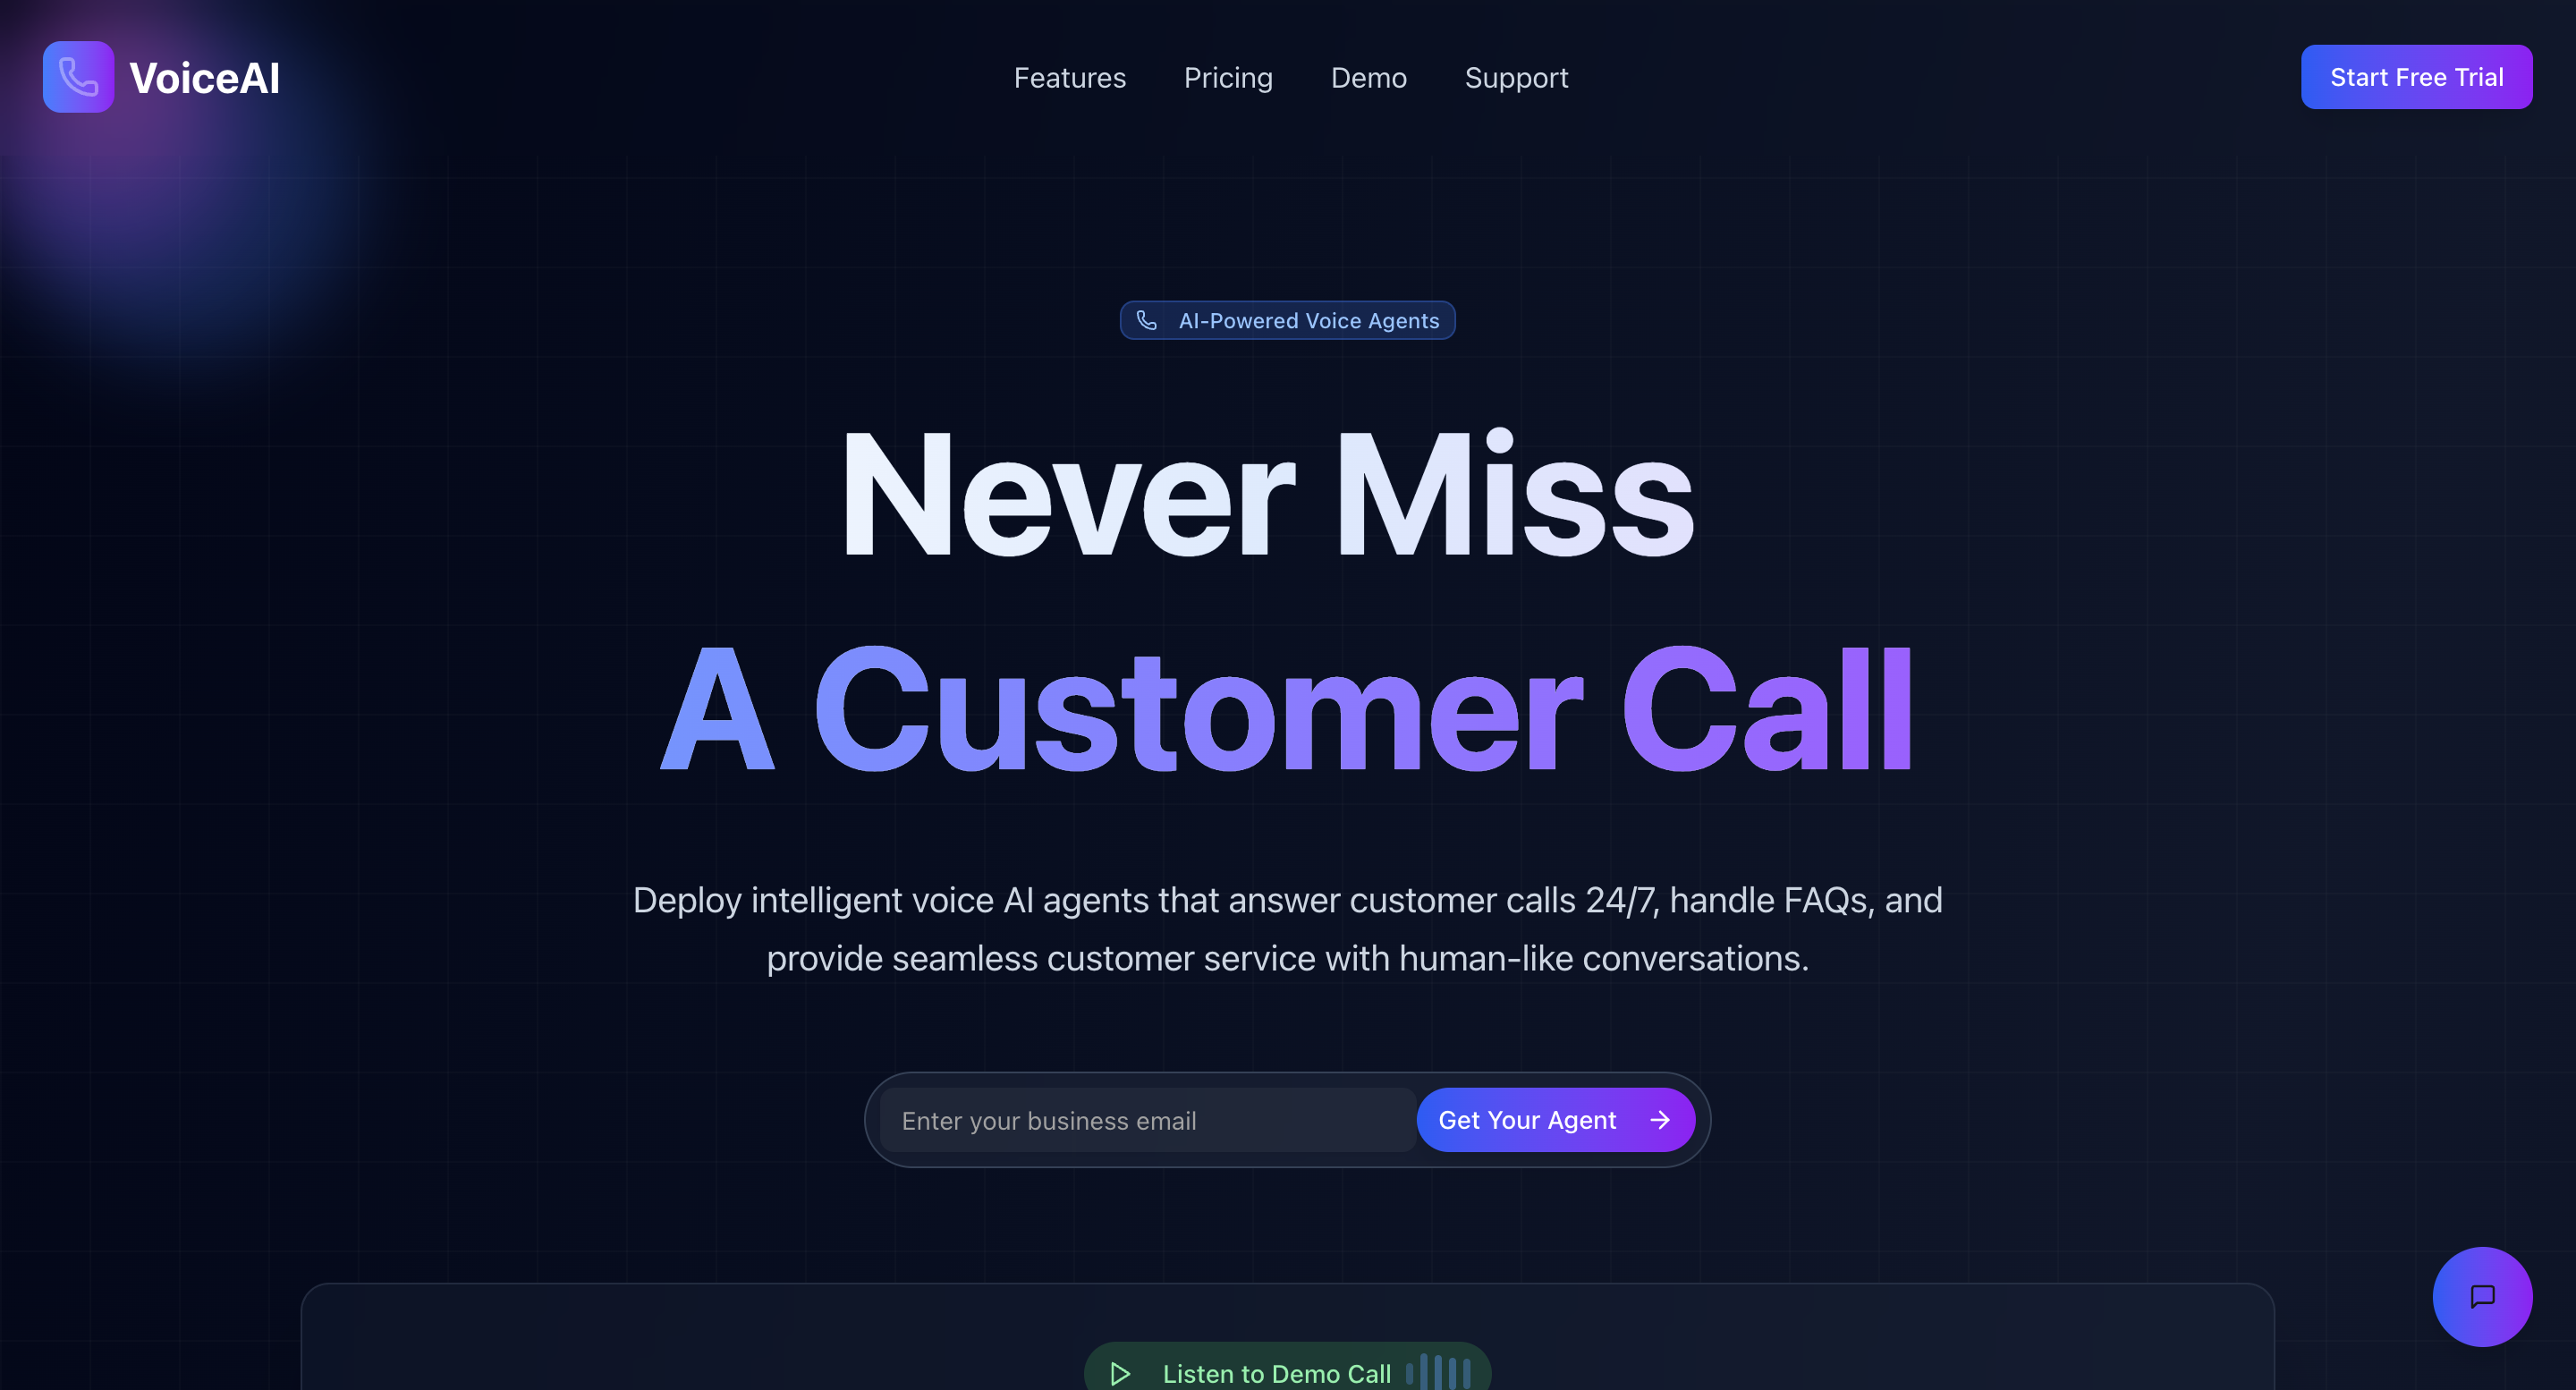 VoiceAI
Features
Pricing
Demo
Support
Start Free Trial
AI-Powered Voice Agents
Never Miss
A Customer Call
Deploy intelligent voice AI agents that answer customer calls 24/7, handle FAQs, and
provide seamless customer service with human-like conversations.
Enter your business email
Get Your Agent
Listen to Demo Call